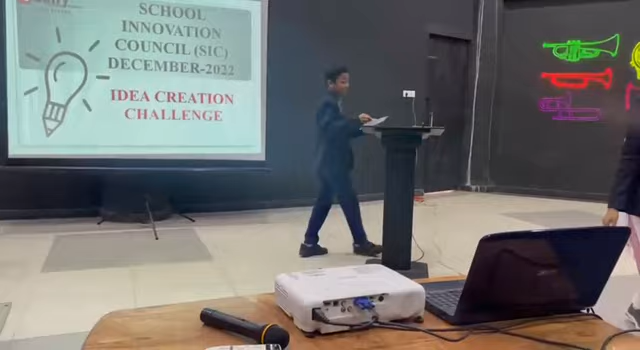 SCHOOL
INNOVATION
COUNCIL (SIC)
DECEMBER-2022
IDEA CREATION
CHALLENGE